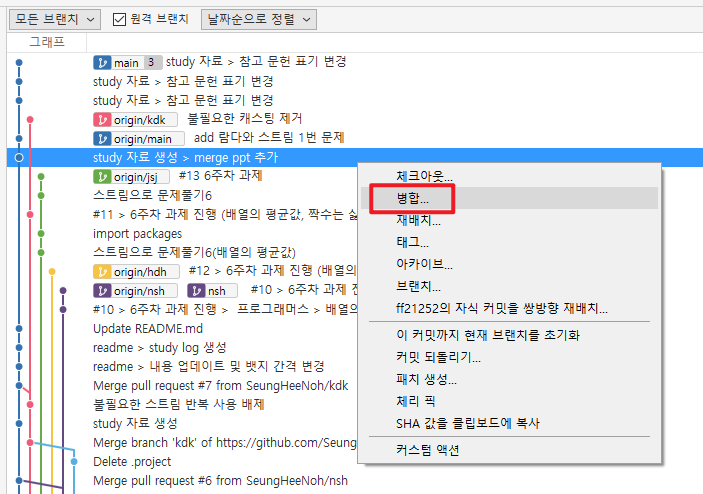 모든 브랜치 원격 브랜치 날짜순으로 정렬
그래프
main 3 study 자료 > 참고 문헌 표기 변경
study 자료 > 참고 문헌 표기 변경
study 자료 > 참고 문헌 표기 변경
origin/kdk 불필요한 캐스팅 제거
origin/main add 람다와 스트림 1번 문제
study 자료 생성 > merge ppt 추가
origin/jsj #13 6주차 과제
스트림으로 문제풀기6
#11 > 6주차 과제 진행 (배열의 평균값, 짝수는 싫
import packages
스트림으로 문제풀기6(배열의 평균값)
origin/hdh #12 > 6주차 과제 진행 (배열의
origin/nsh nsh #10 > 6주차 과제 진
#10 > 6주차 과제 진행 > 프로그래머스 > 배열의
Update README.md
readme > study log 생성
readme > 내용 업데이트 및 뱃지 간격 변경
Merge pull request #7 from SeungHeeNoh/kdk
불필요한 스트림 반복 사용 배제
study 자료 생성
Merge branch 'kdk' of https://github.com/Seung
Delete .project
Merge pull request #6 from SeungHeeNoh/nsh
체크아웃...
병합...
재배치...
태그...
아카이브...
브랜치...
ff21252의 자식 커밋을 쌍방향 재배치...
이 커밋까지 현재 브랜치를 초기화
커밋 되돌리기...
패치 생성...
체리 픽
SHA 값을 클립보드에 복사
커스텀 액션